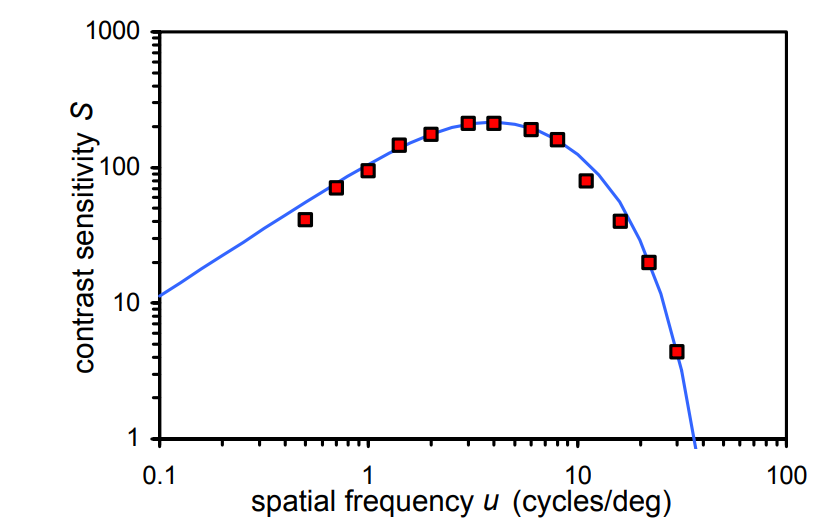 1000
100
10
1
contrast sensitivity S
0.1 1 10 100
spatial frequency u (cycles/deg)